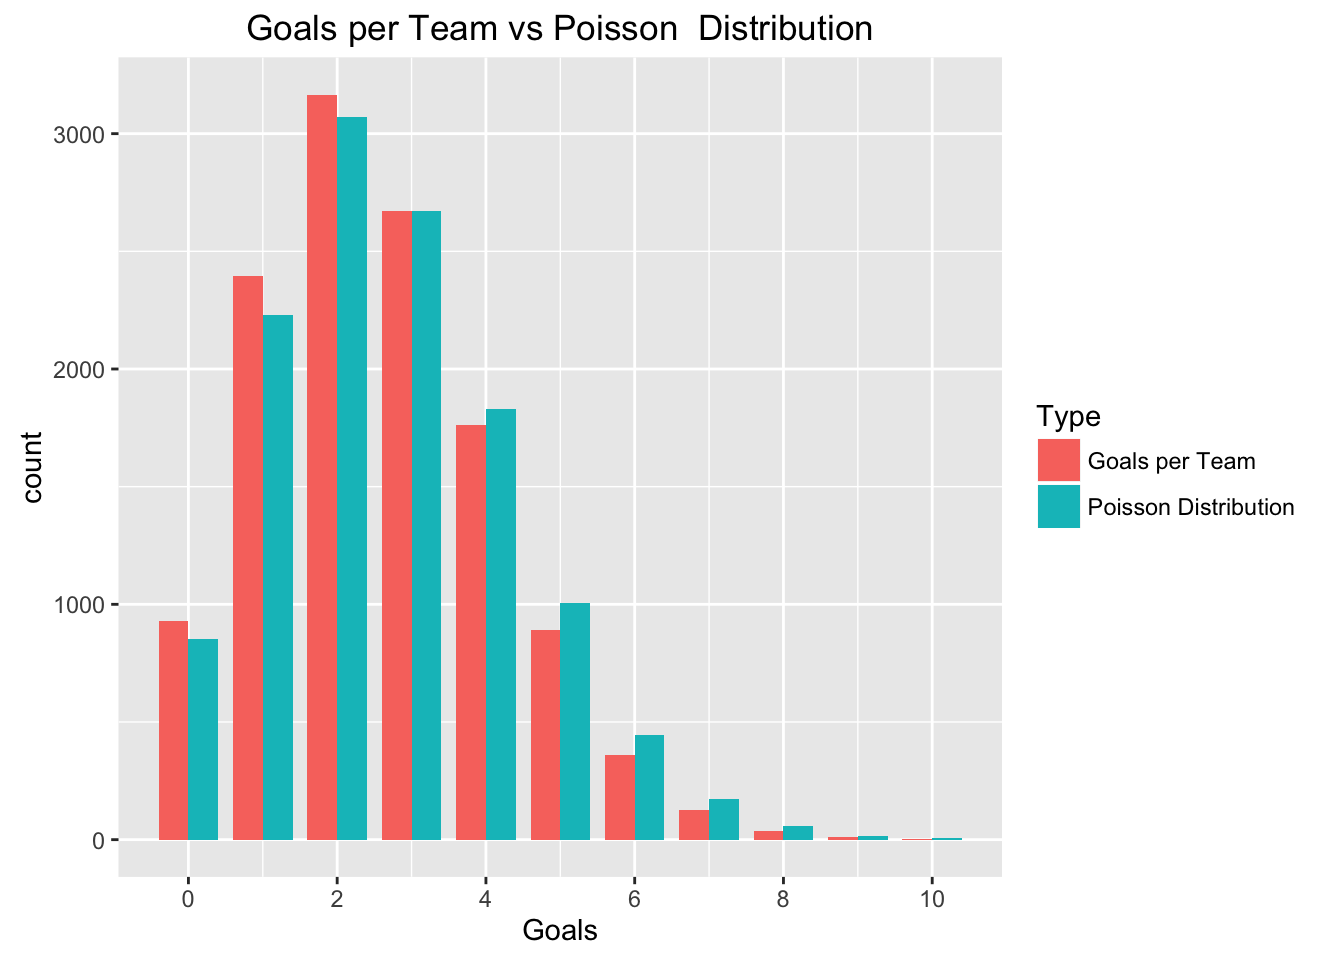 Goals per Team vs Poisson  Distribution
3000
2000
1000
0
count
0 2 4 6 8 10
Goals
Type
Goals per Team
Poisson Distribution